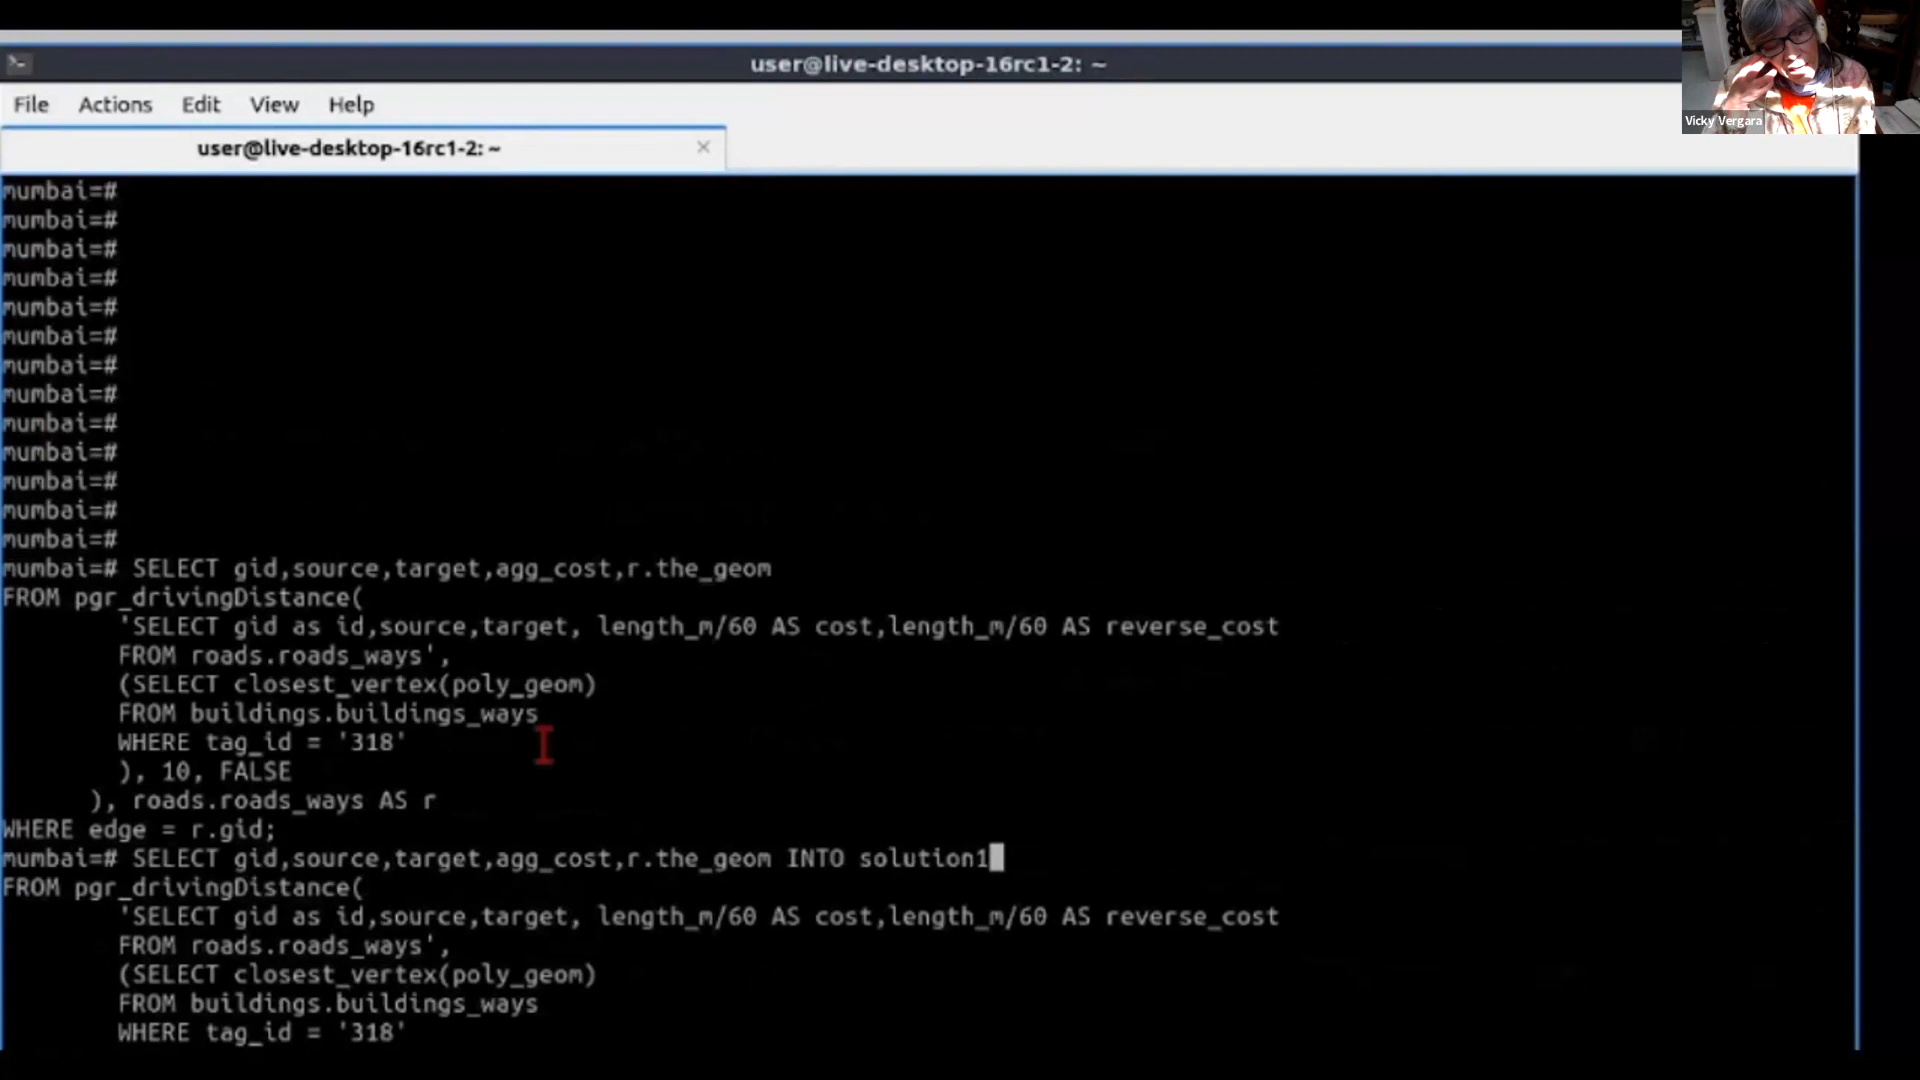 user@live-desktop-16rc1-2: ~
Vicky Vergara
File Actions Edit View Help
user@live-desktop-16rc1-2: ~
mumbai=#
mumbai=#
mumbai=#
mumbai=#
mumbai=#
mumbai=#
mumbai=#
mumbai=#
mumbai=#
mumbai=#
mumbai=#
mumbai=#
mumbai=#
mumbai=# SELECT gid,source,target,agg_cost,r.the_geom
FROM pgr_drivingDistance(
'SELECT gid as id,source,target, length_m/60 AS cost,length_m/60 AS reverse_cost
FROM roads.roads_ways',
(SELECT closest_vertex(poly_geom)
FROM buildings.buildings_ways
WHERE tag_id = '318'
), 10, FALSE
), roads.roads_ways AS r
WHERE edge = r.gid;
mumbai=# SELECT gid,source,target,agg_cost,r.the_geom INTO solution1
FROM pgr_drivingDistance(
'SELECT gid as id,source,target, length_m/60 AS cost,length_m/60 AS reverse_cost
FROM roads.roads_ways',
(SELECT closest_vertex(poly_geom)
FROM buildings.buildings_ways
WHERE tag_id = '318'